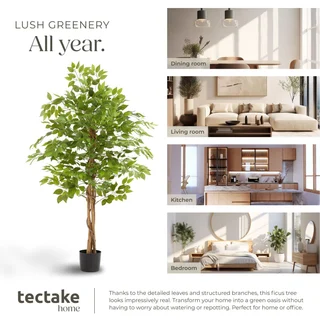 LUSH GREENERY
All year.
Dining room
Living room
Kitchen
Bedroom
tectake
home
Thanks to the detailed leaves and structured branches, this ficus tree
looks impressively real. Transform your home into a green oasis without
having to worry about watering or repotting. Perfect for home or office.